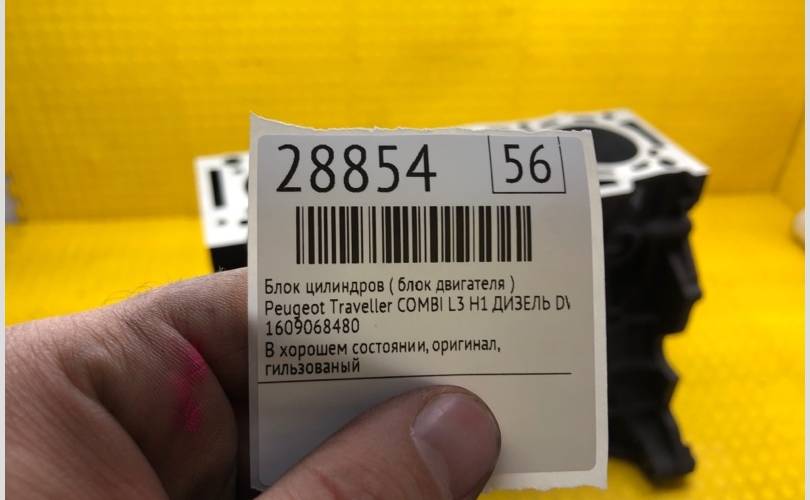 28854 56
Блок цилиндров ( блок двигателя )
Peugeot Traveller COMBI L3 H1 ДИЗЕЛЬ
1609068480
В хорошем состоянии, оригинал,
гильзованый